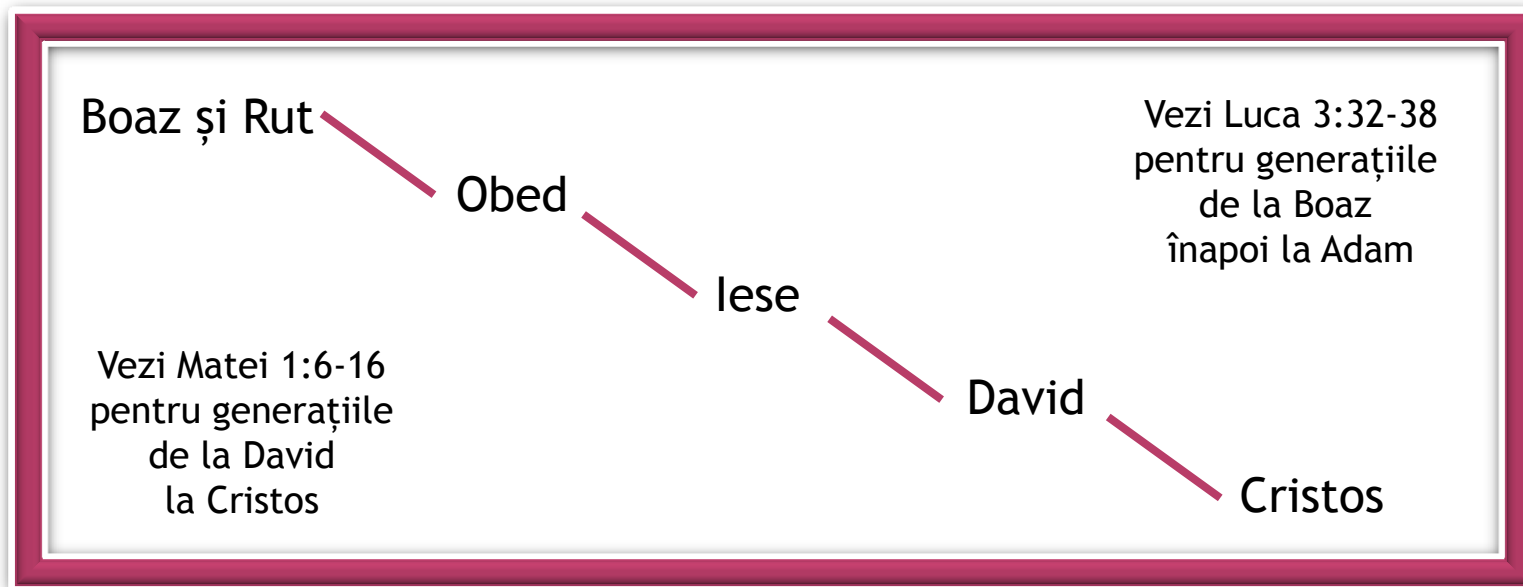 Boaz și Rut
Obed
Iese
David
Cristos
Vezi Luca 3:32-38
pentru generațiile
de la Boaz
înapoi la Adam
Vezi Matei 1:6-16
pentru generațiile
de la David
la Cristos